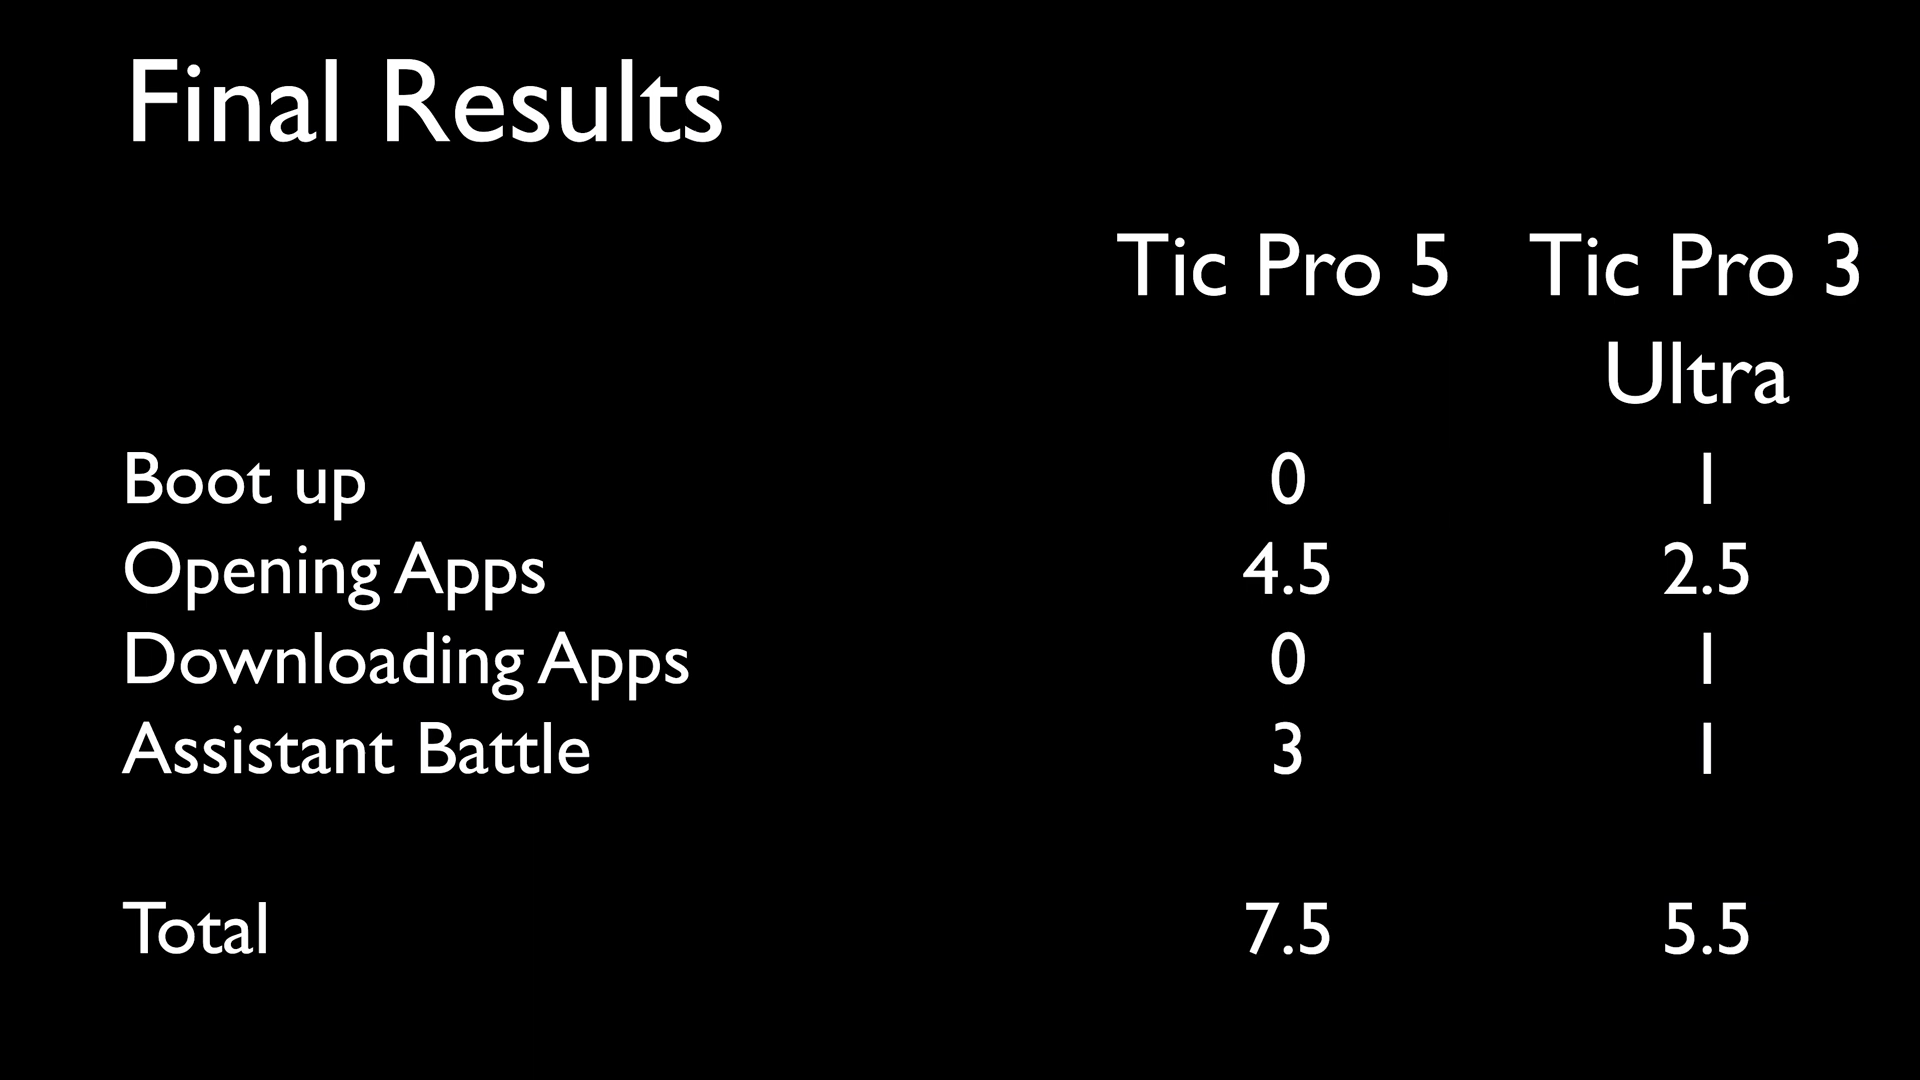 Final Results
Tic Pro 5 Tic Pro 3
Ultra
Boot up 0 1
Opening Apps 4.5 2.5
Downloading Apps 0 1
Assistant Battle 3 1
Total 7.5 5.5